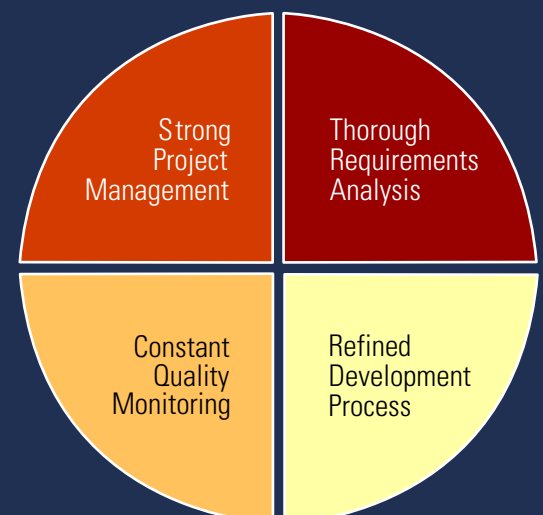 Strong
Project
Management
Thorough
Requirements
Analysis
Constant
Quality
Monitoring
Refined
Development
Process